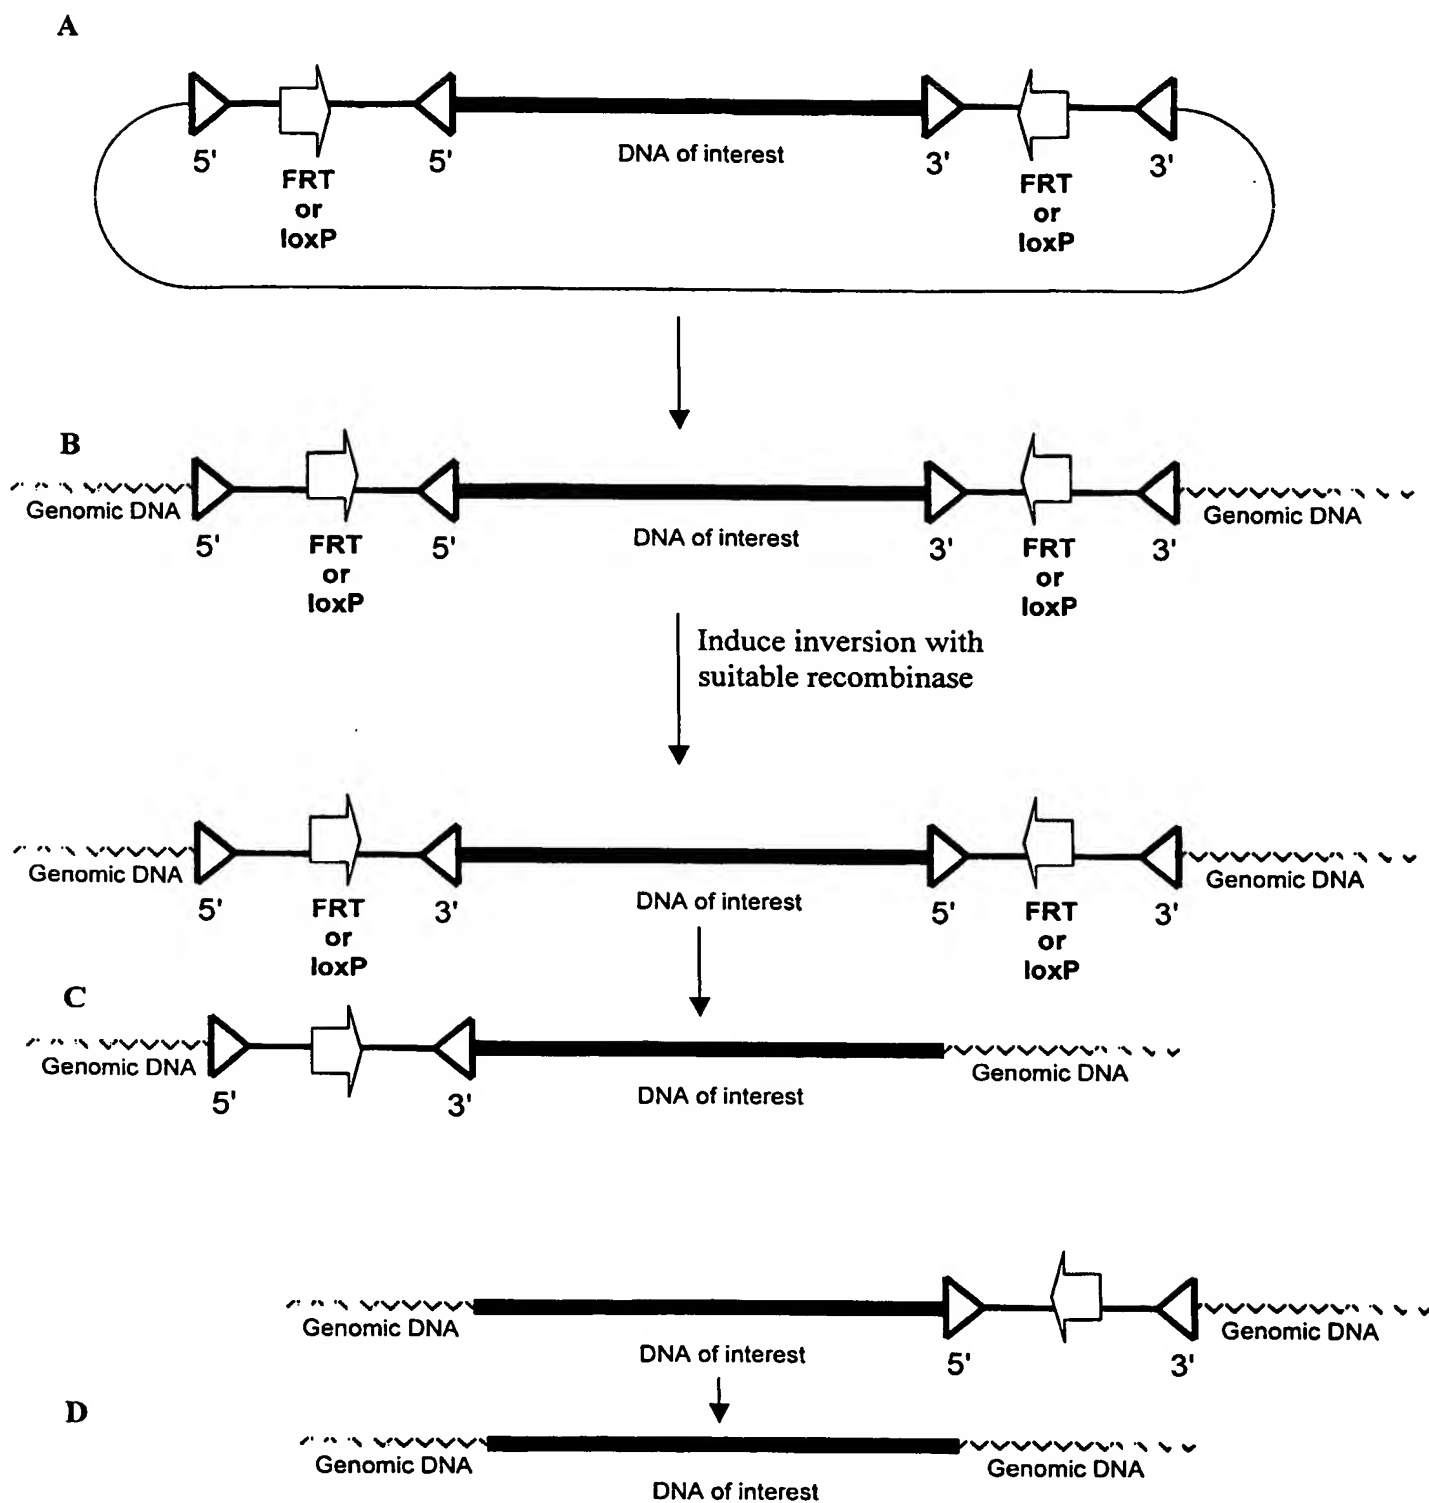 A
5'
FRT
or
loxP
5'
DNA of interest
3'
FRT
or
loxP
3'
B
Genomic DNA
5'
FRT
or
loxP
5'
DNA of interest
3'
FRT
or
loxP
3'
Genomic DNA
Induce inversion with
suitable recombinase
Genomic DNA
5'
FRT
or
loxP
3'
DNA of interest
5'
FRT
or
loxP
3'
Genomic DNA
C
Genomic DNA
5'
3'
DNA of interest
Genomic DNA
Genomic DNA
DNA of interest
5'
3'
Genomic DNA
D
Genomic DNA
DNA of interest
Genomic DNA